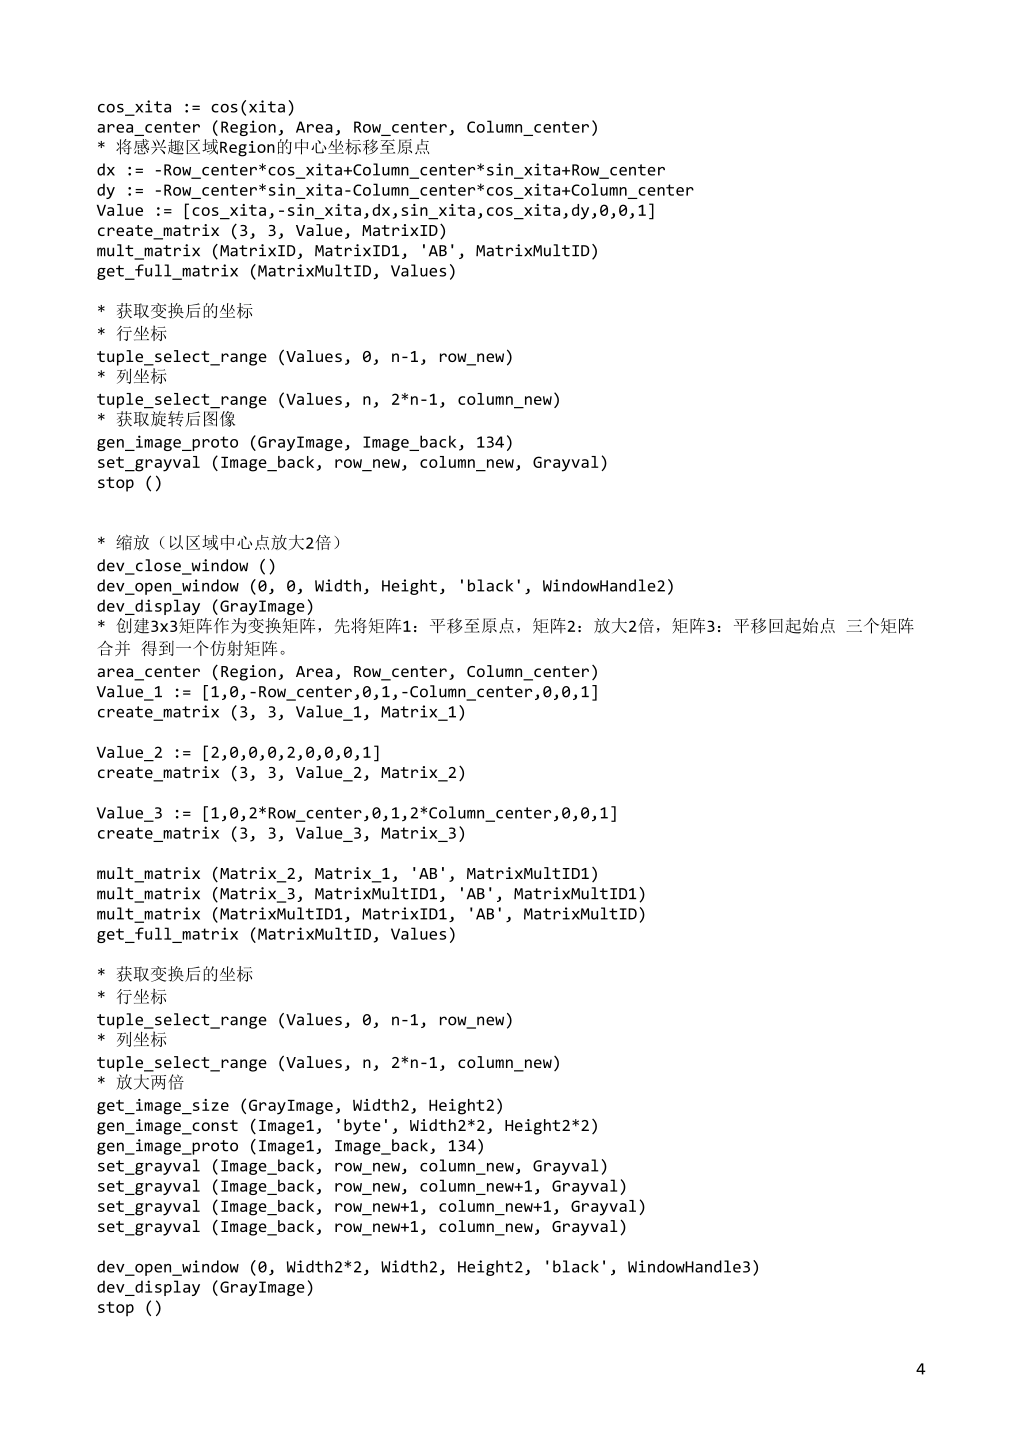 cos_xita := cos(xita)
area_center (Region, Area, Row_center, Column_center)
* 将感兴趣区域Region的中心坐标移至原点
dx := -Row_center*cos_xita+Column_center*sin_xita+Row_center
dy := -Row_center*sin_xita-Column_center*cos_xita+Column_center
Value := [cos_xita,-sin_xita,dx,sin_xita,cos_xita,dy,0,0,1]
create_matrix (3, 3, Value, MatrixID)
mult_matrix (MatrixID, MatrixID1, 'AB', MatrixMultID)
get_full_matrix (MatrixMultID, Values)
* 获取变换后的坐标
* 行坐标
tuple_select_range (Values, 0, n-1, row_new)
* 列坐标
tuple_select_range (Values, n, 2*n-1, column_new)
* 获取旋转后图像
gen_image_proto (GrayImage, Image_back, 134)
set_grayval (Image_back, row_new, column_new, Grayval)
stop ()
* 缩放（以区域中心点放大2倍）
dev_close_window ()
dev_open_window (0, 0, Width, Height, 'black', WindowHandle2)
dev_display (GrayImage)
* 创建3x3矩阵作为变换矩阵，先将矩阵1：平移至原点，矩阵2：放大2倍，矩阵3：平移回起始点 三个矩阵
合并 得到一个仿射矩阵。
area_center (Region, Area, Row_center, Column_center)
Value_1 := [1,0,-Row_center,0,1,-Column_center,0,0,1]
create_matrix (3, 3, Value_1, Matrix_1)
Value_2 := [2,0,0,0,2,0,0,0,1]
create_matrix (3, 3, Value_2, Matrix_2)
Value_3 := [1,0,2*Row_center,0,1,2*Column_center,0,0,1]
create_matrix (3, 3, Value_3, Matrix_3)
mult_matrix (Matrix_2, Matrix_1, 'AB', MatrixMultID1)
mult_matrix (Matrix_3, MatrixMultID1, 'AB', MatrixMultID1)
mult_matrix (MatrixMultID1, MatrixID1, 'AB', MatrixMultID)
get_full_matrix (MatrixMultID, Values)
* 获取变换后的坐标
* 行坐标
tuple_select_range (Values, 0, n-1, row_new)
* 列坐标
tuple_select_range (Values, n, 2*n-1, column_new)
* 放大两倍
get_image_size (GrayImage, Width2, Height2)
gen_image_const (Image1, 'byte', Width2*2, Height2*2)
gen_image_proto (Image1, Image_back, 134)
set_grayval (Image_back, row_new, column_new, Grayval)
set_grayval (Image_back, row_new, column_new+1, Grayval)
set_grayval (Image_back, row_new+1, column_new+1, Grayval)
set_grayval (Image_back, row_new+1, column_new, Grayval)
dev_open_window (0, Width2*2, Width2, Height2, 'black', WindowHandle3)
dev_display (GrayImage)
stop ()
4